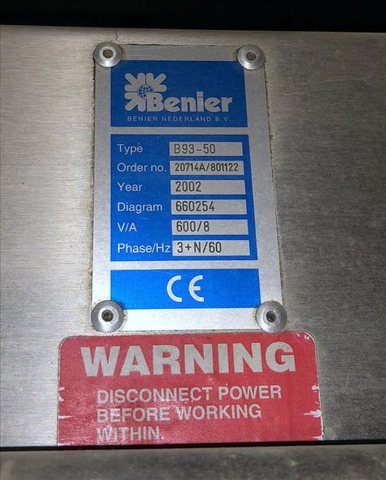 Benier
BENIER NEDERLAND B.V.
Type B93-50
Order no. 20714A/801122
Year 2002
Diagram 660254
V/A 600/8
Phase/Hz 3+N/60
CE
WARNING
DISCONNECT POWER
BEFORE WORKING
WITHIN.